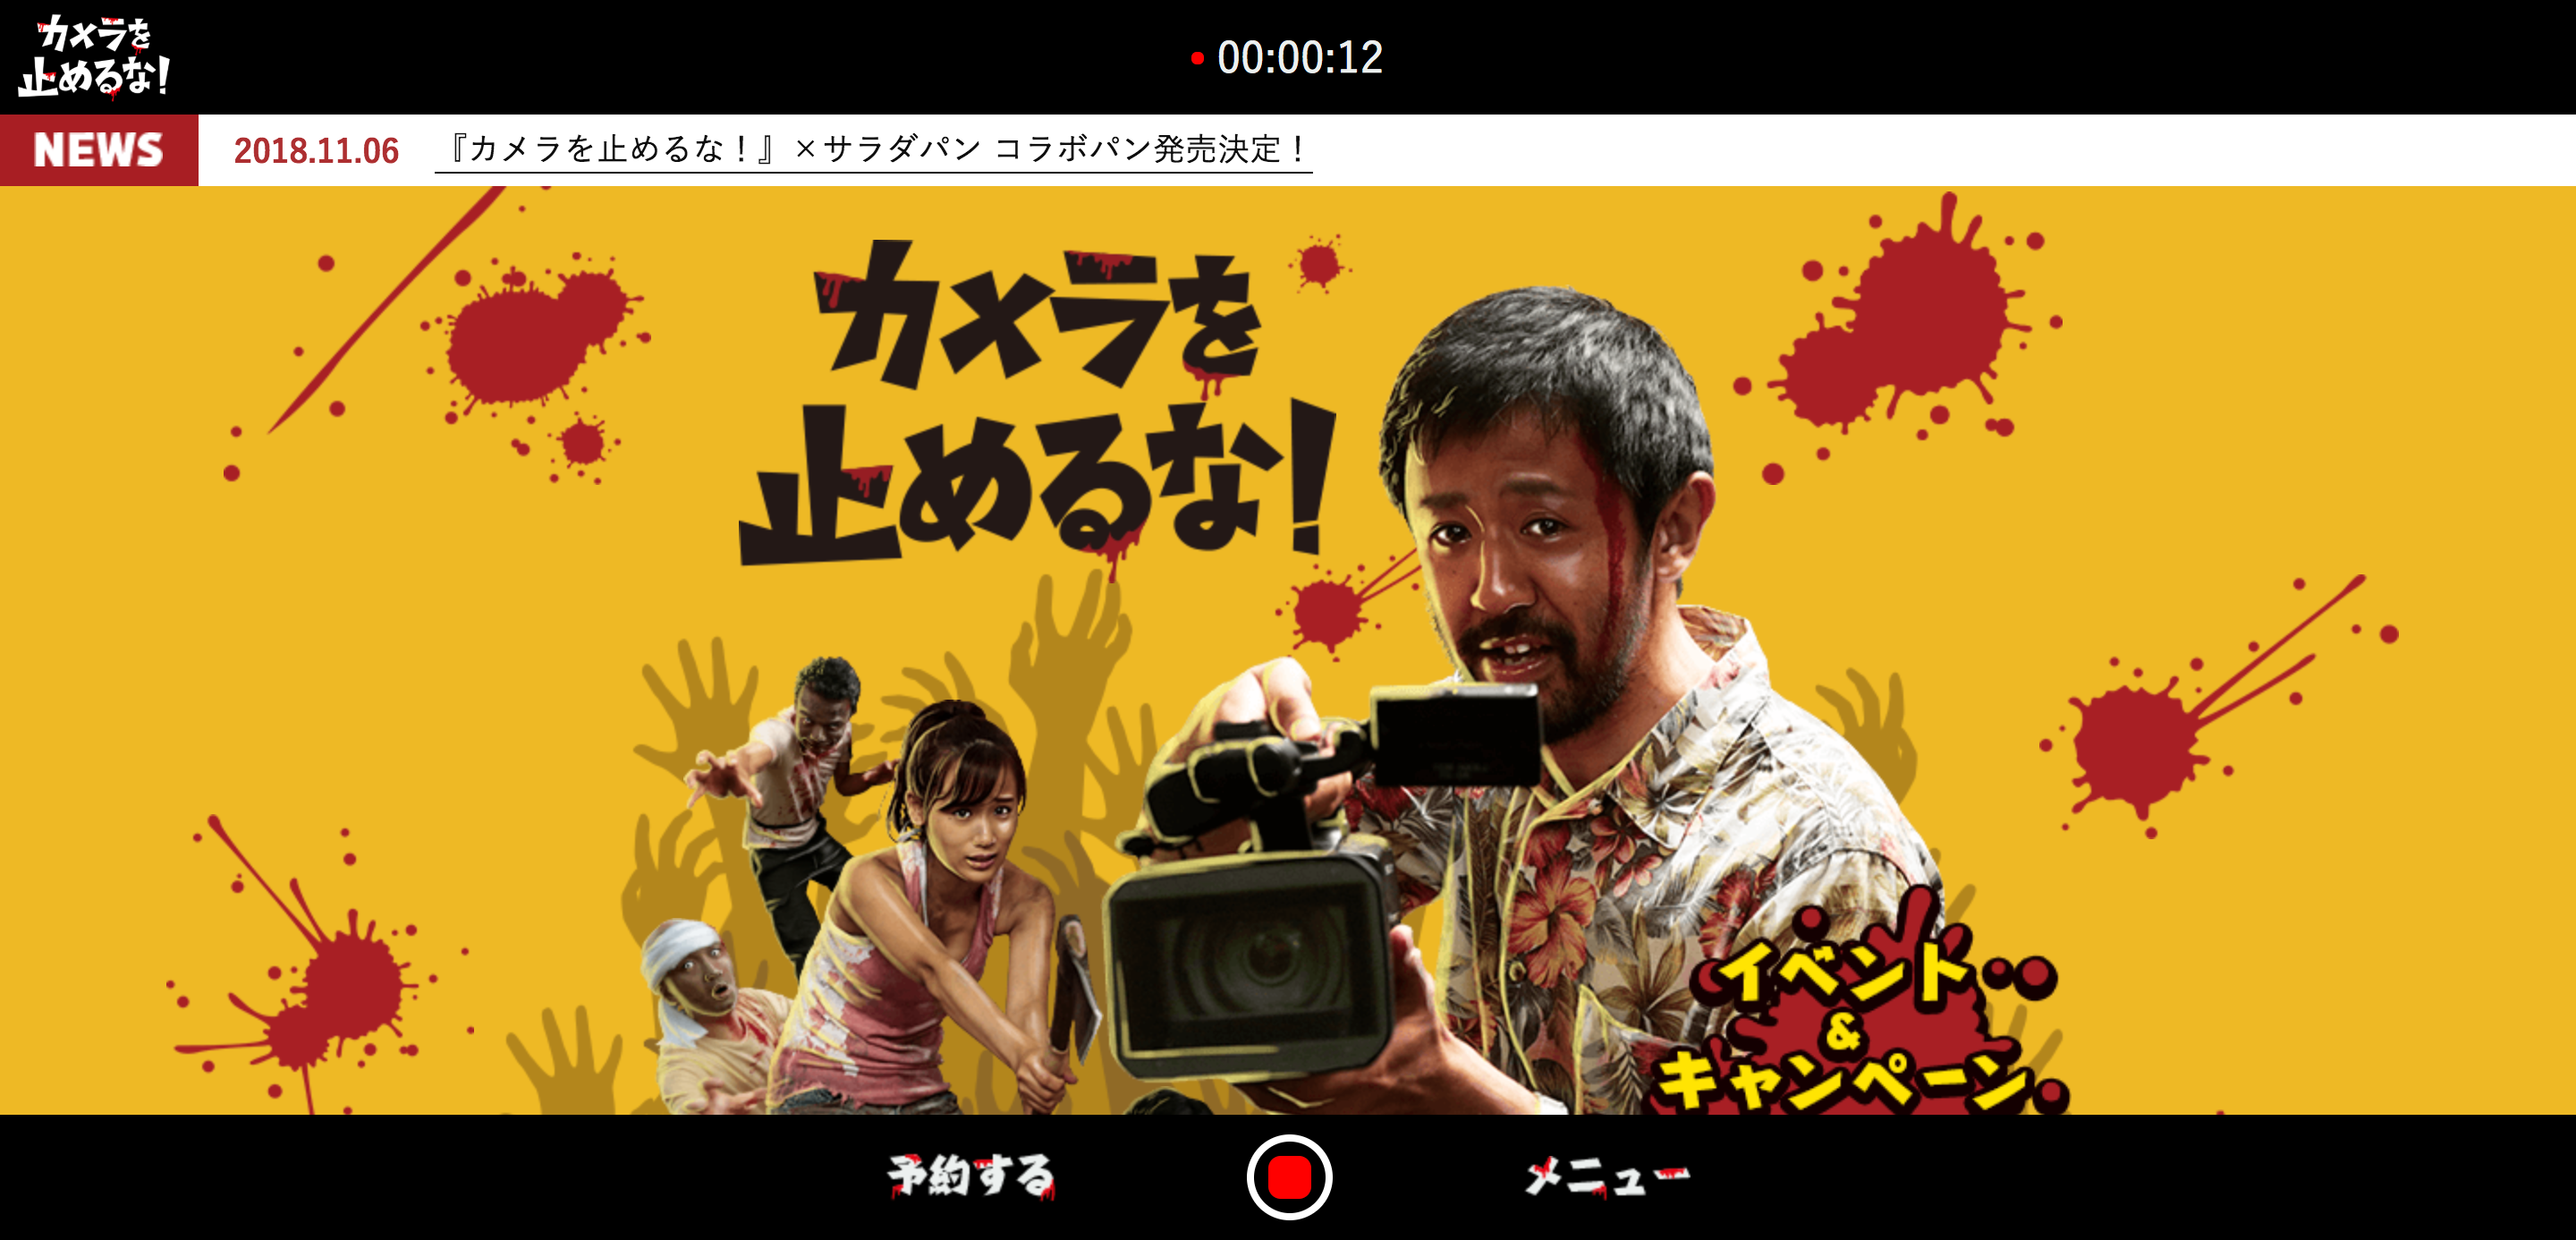 カメラを
止めるな!
00:00:12
NEWS
2018.11.06
『カメラを止めるな！』×サラダパン コラボパン発売決定！
カメラを
止めるな!
イベント
&
キャンペーン
予約する
メニュー